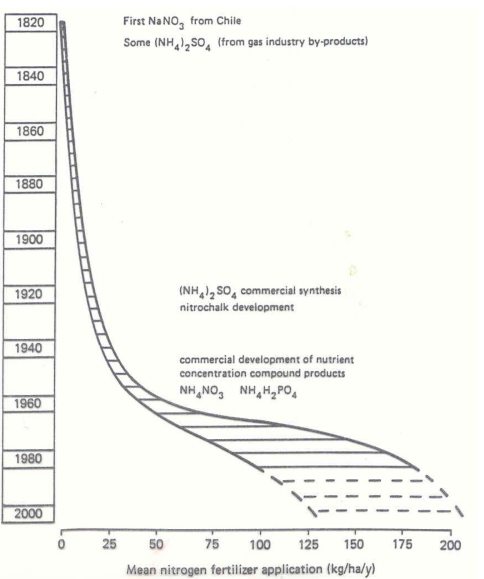 1820
First NaNO₃ from Chile
Some (NH₄)₂SO₄ (from gas industry by-products)
1840
1860
1880
1900
1920
(NH₄)₂SO₄ commercial synthesis
nitrochalk development
1940
commercial development of nutrient
concentration compound products
NH₄NO₃ NH₄H₂PO₄
1960
1980
2000
0 25 50 75 100 125 150 175 200
Mean nitrogen fertilizer application (kg/ha/y)